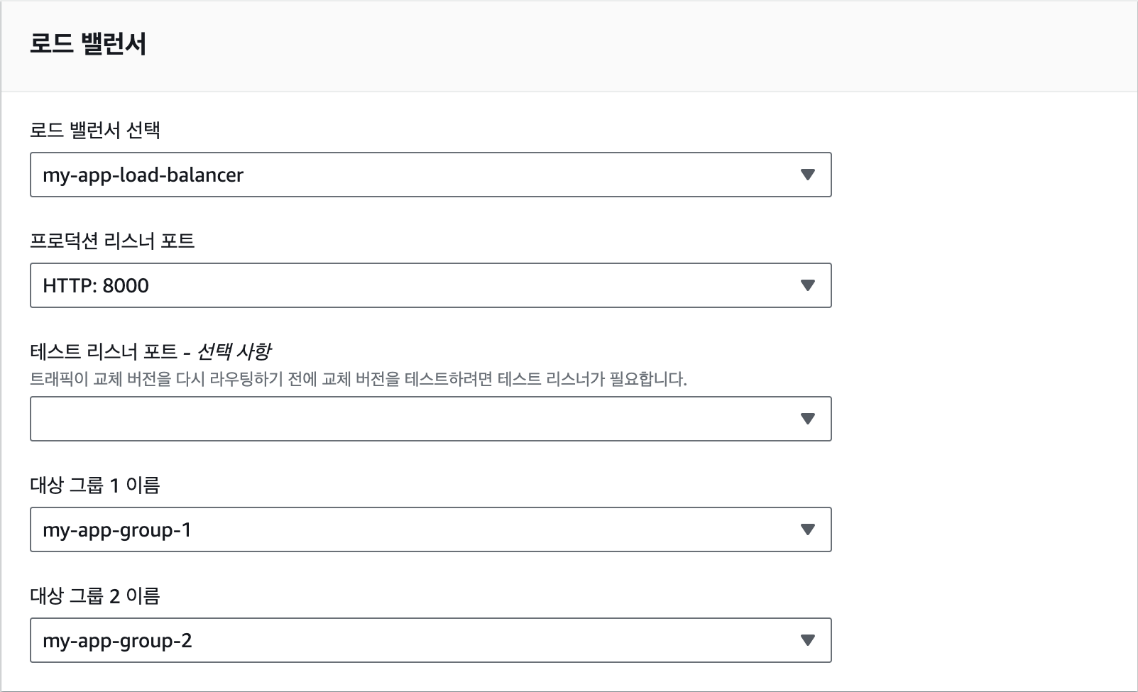 로드 밸런서
로드 밸런서 선택
my-app-load-balancer
프로덕션 리스너 포트
HTTP: 8000
테스트 리스너 포트 - 선택 사항
트래픽이 교체 버전을 다시 라우팅하기 전에 교체 버전을 테스트하려면 테스트 리스너가 필요합니다.
대상 그룹 1 이름
my-app-group-1
대상 그룹 2 이름
my-app-group-2